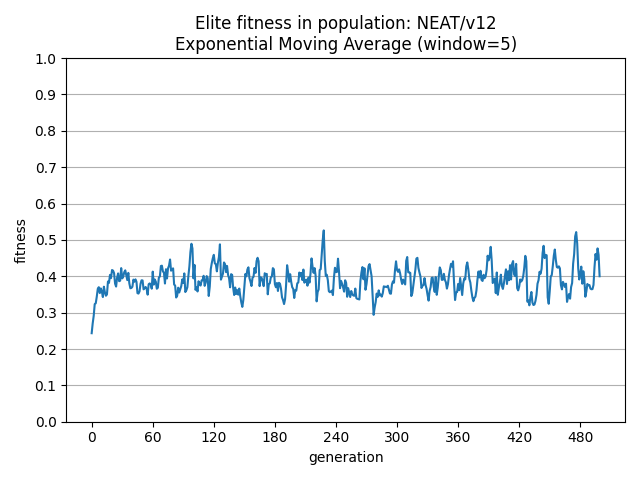 Elite fitness in population: NEAT/v12
Exponential Moving Average (window=5)
1.0
0.9
0.8
0.7
0.6
0.5
0.4
0.3
0.2
0.1
0.0
fitness
0 60 120 180 240 300 360 420 480
generation